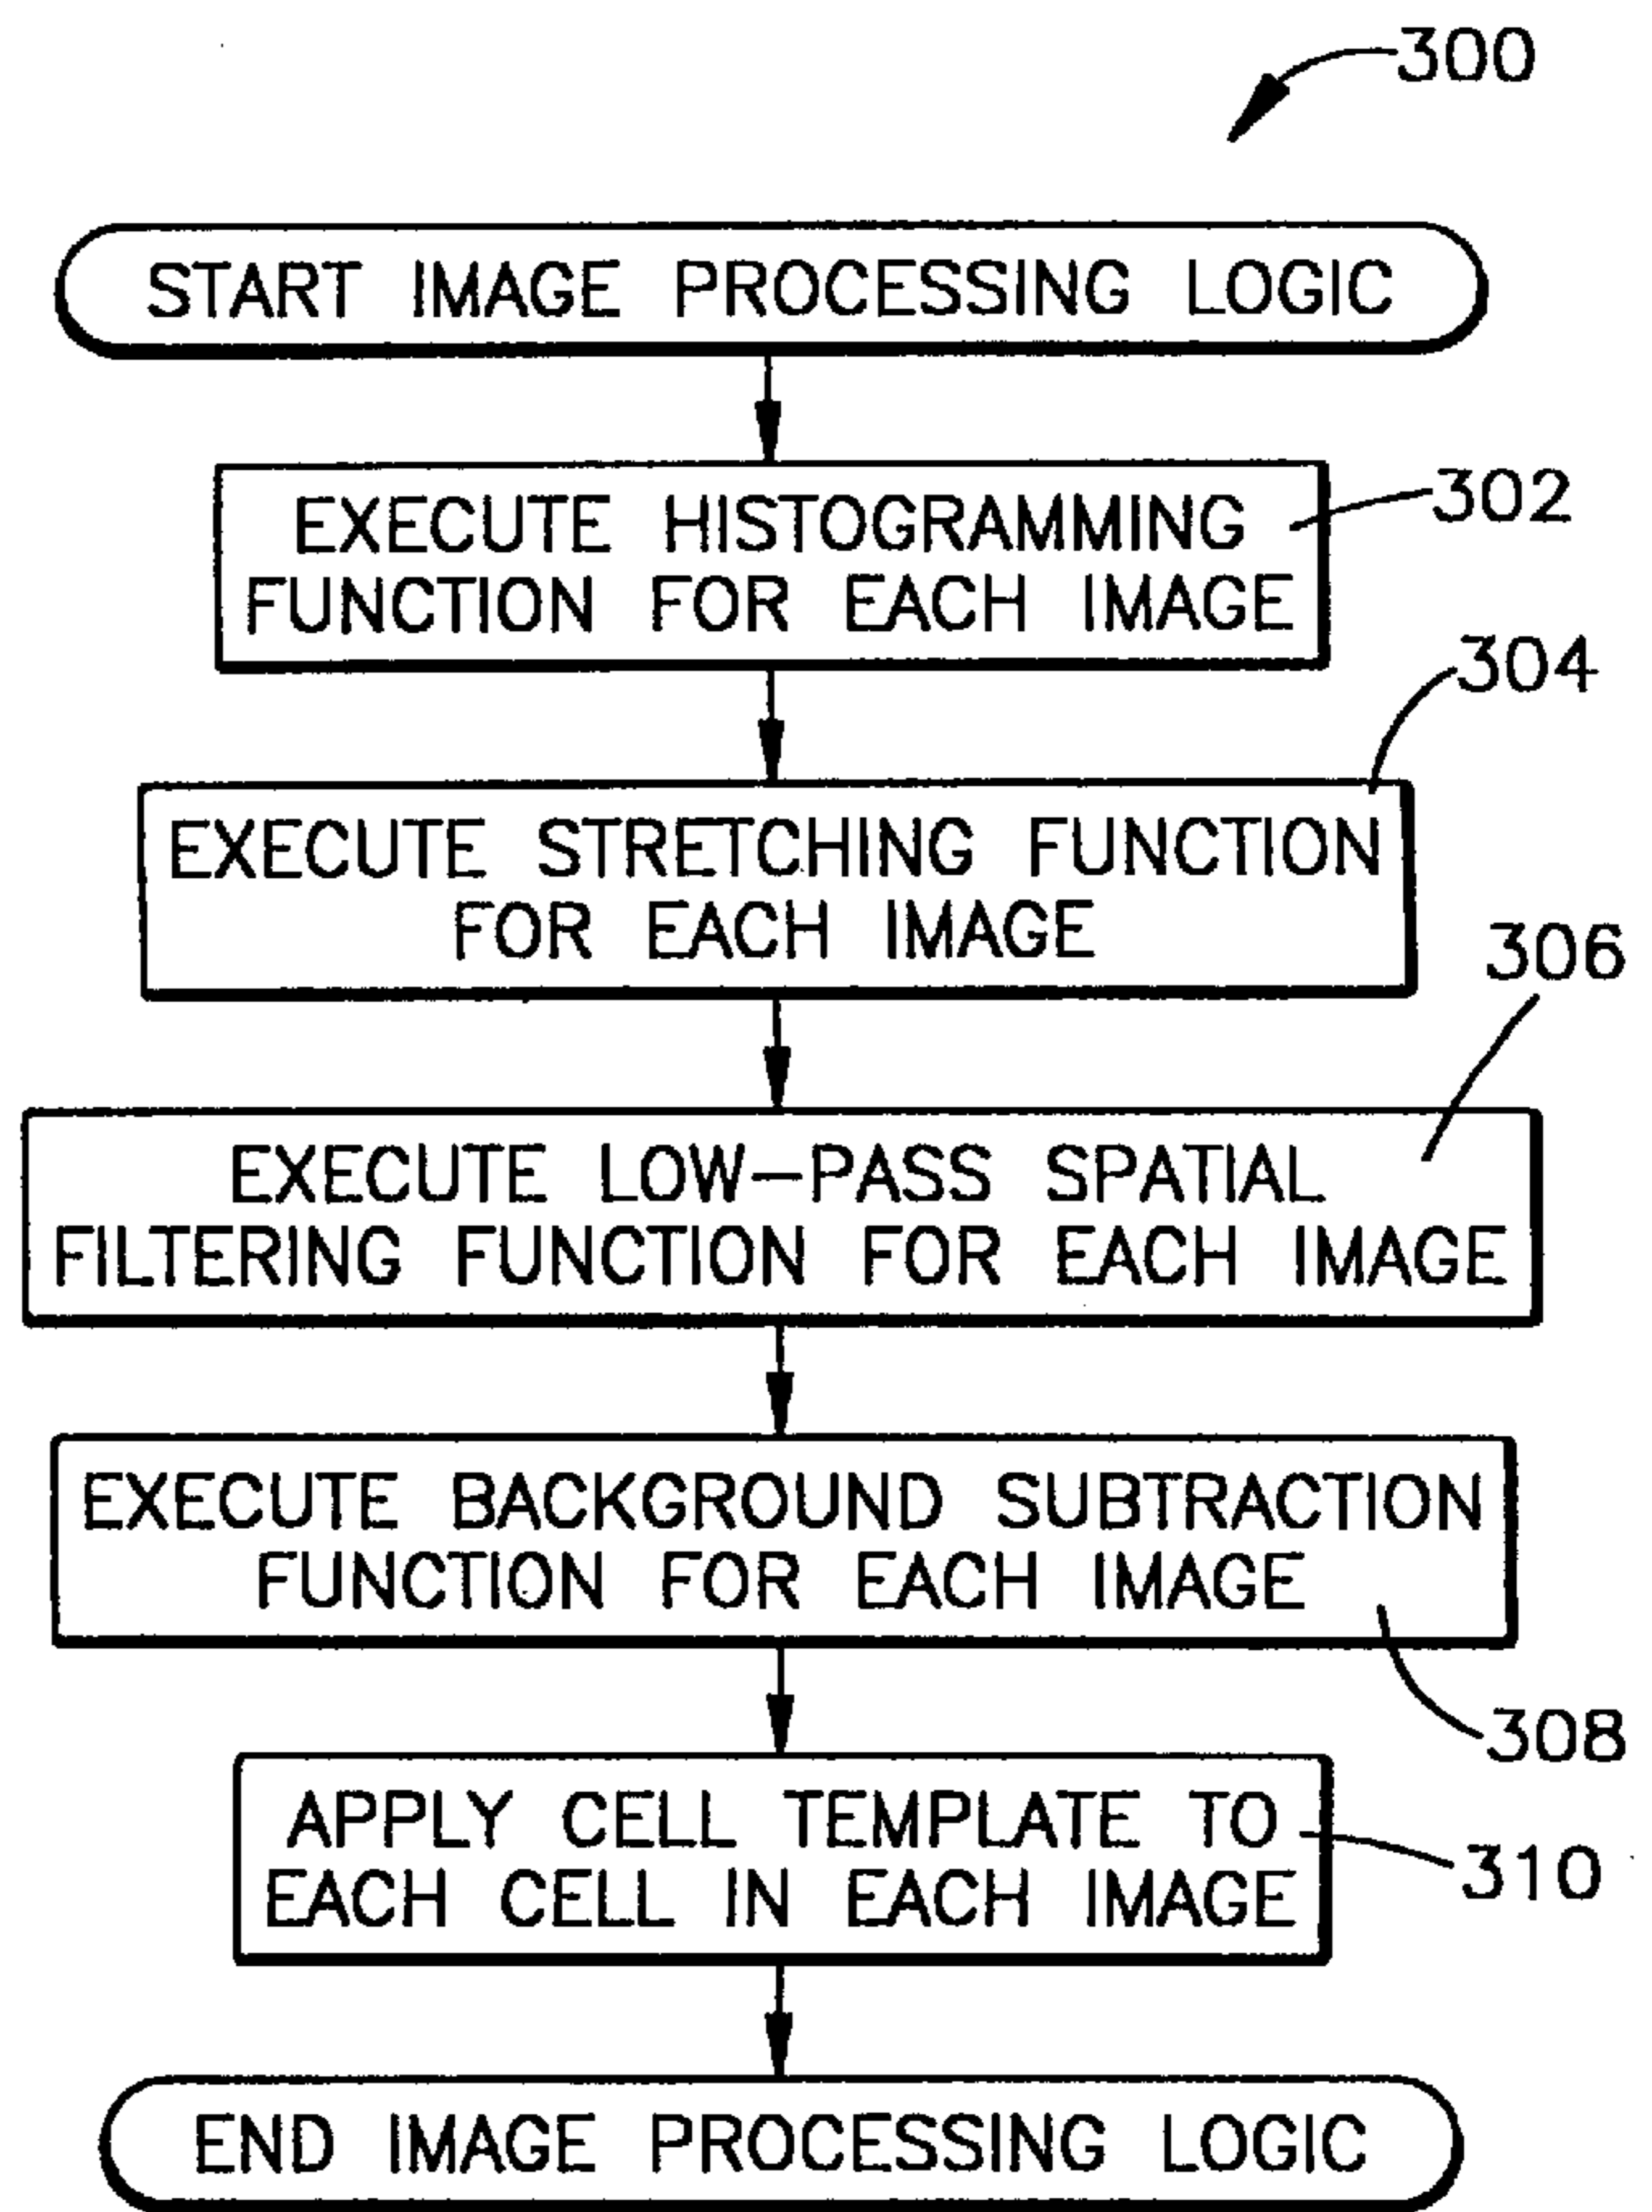 300
START IMAGE PROCESSING LOGIC
EXECUTE HISTOGRAMMING
FUNCTION FOR EACH IMAGE
302
304
EXECUTE STRETCHING FUNCTION
FOR EACH IMAGE
306
EXECUTE LOW-PASS SPATIAL
FILTERING FUNCTION FOR EACH IMAGE
EXECUTE BACKGROUND SUBTRACTION
FUNCTION FOR EACH IMAGE
308
APPLY CELL TEMPLATE TO
EACH CELL IN EACH IMAGE
310
END IMAGE PROCESSING LOGIC